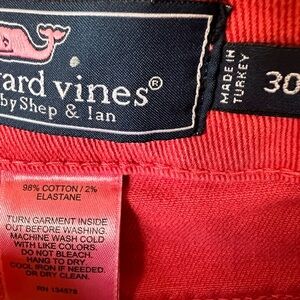 ard vines®
by Shep & Ian
MADE IN
TURKEY
30
98% COTTON / 2%
ELASTANE
TURN GARMENT INSIDE
OUT BEFORE WASHING.
MACHINE WASH COLD
WITH LIKE COLORS.
DO NOT BLEACH.
HANG TO DRY
COOL IRON IF NEEDED.
OR DRY CLEAN.